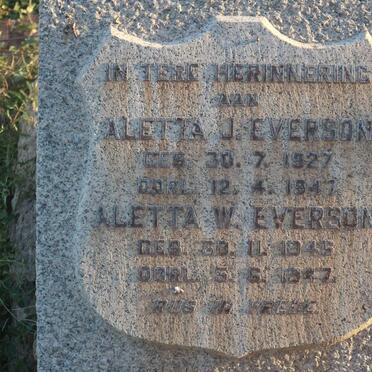 IN TERE HERINNERING
AAN
ALETTA J. EVERSON
GEB. 30. 7. 1927.
OORL. 12. 4. 1947.
ALETTA W. EVERSON
GEB. 30. 11. 1946
OORL. 5. 6. 1947.
RUS IN VREDE.